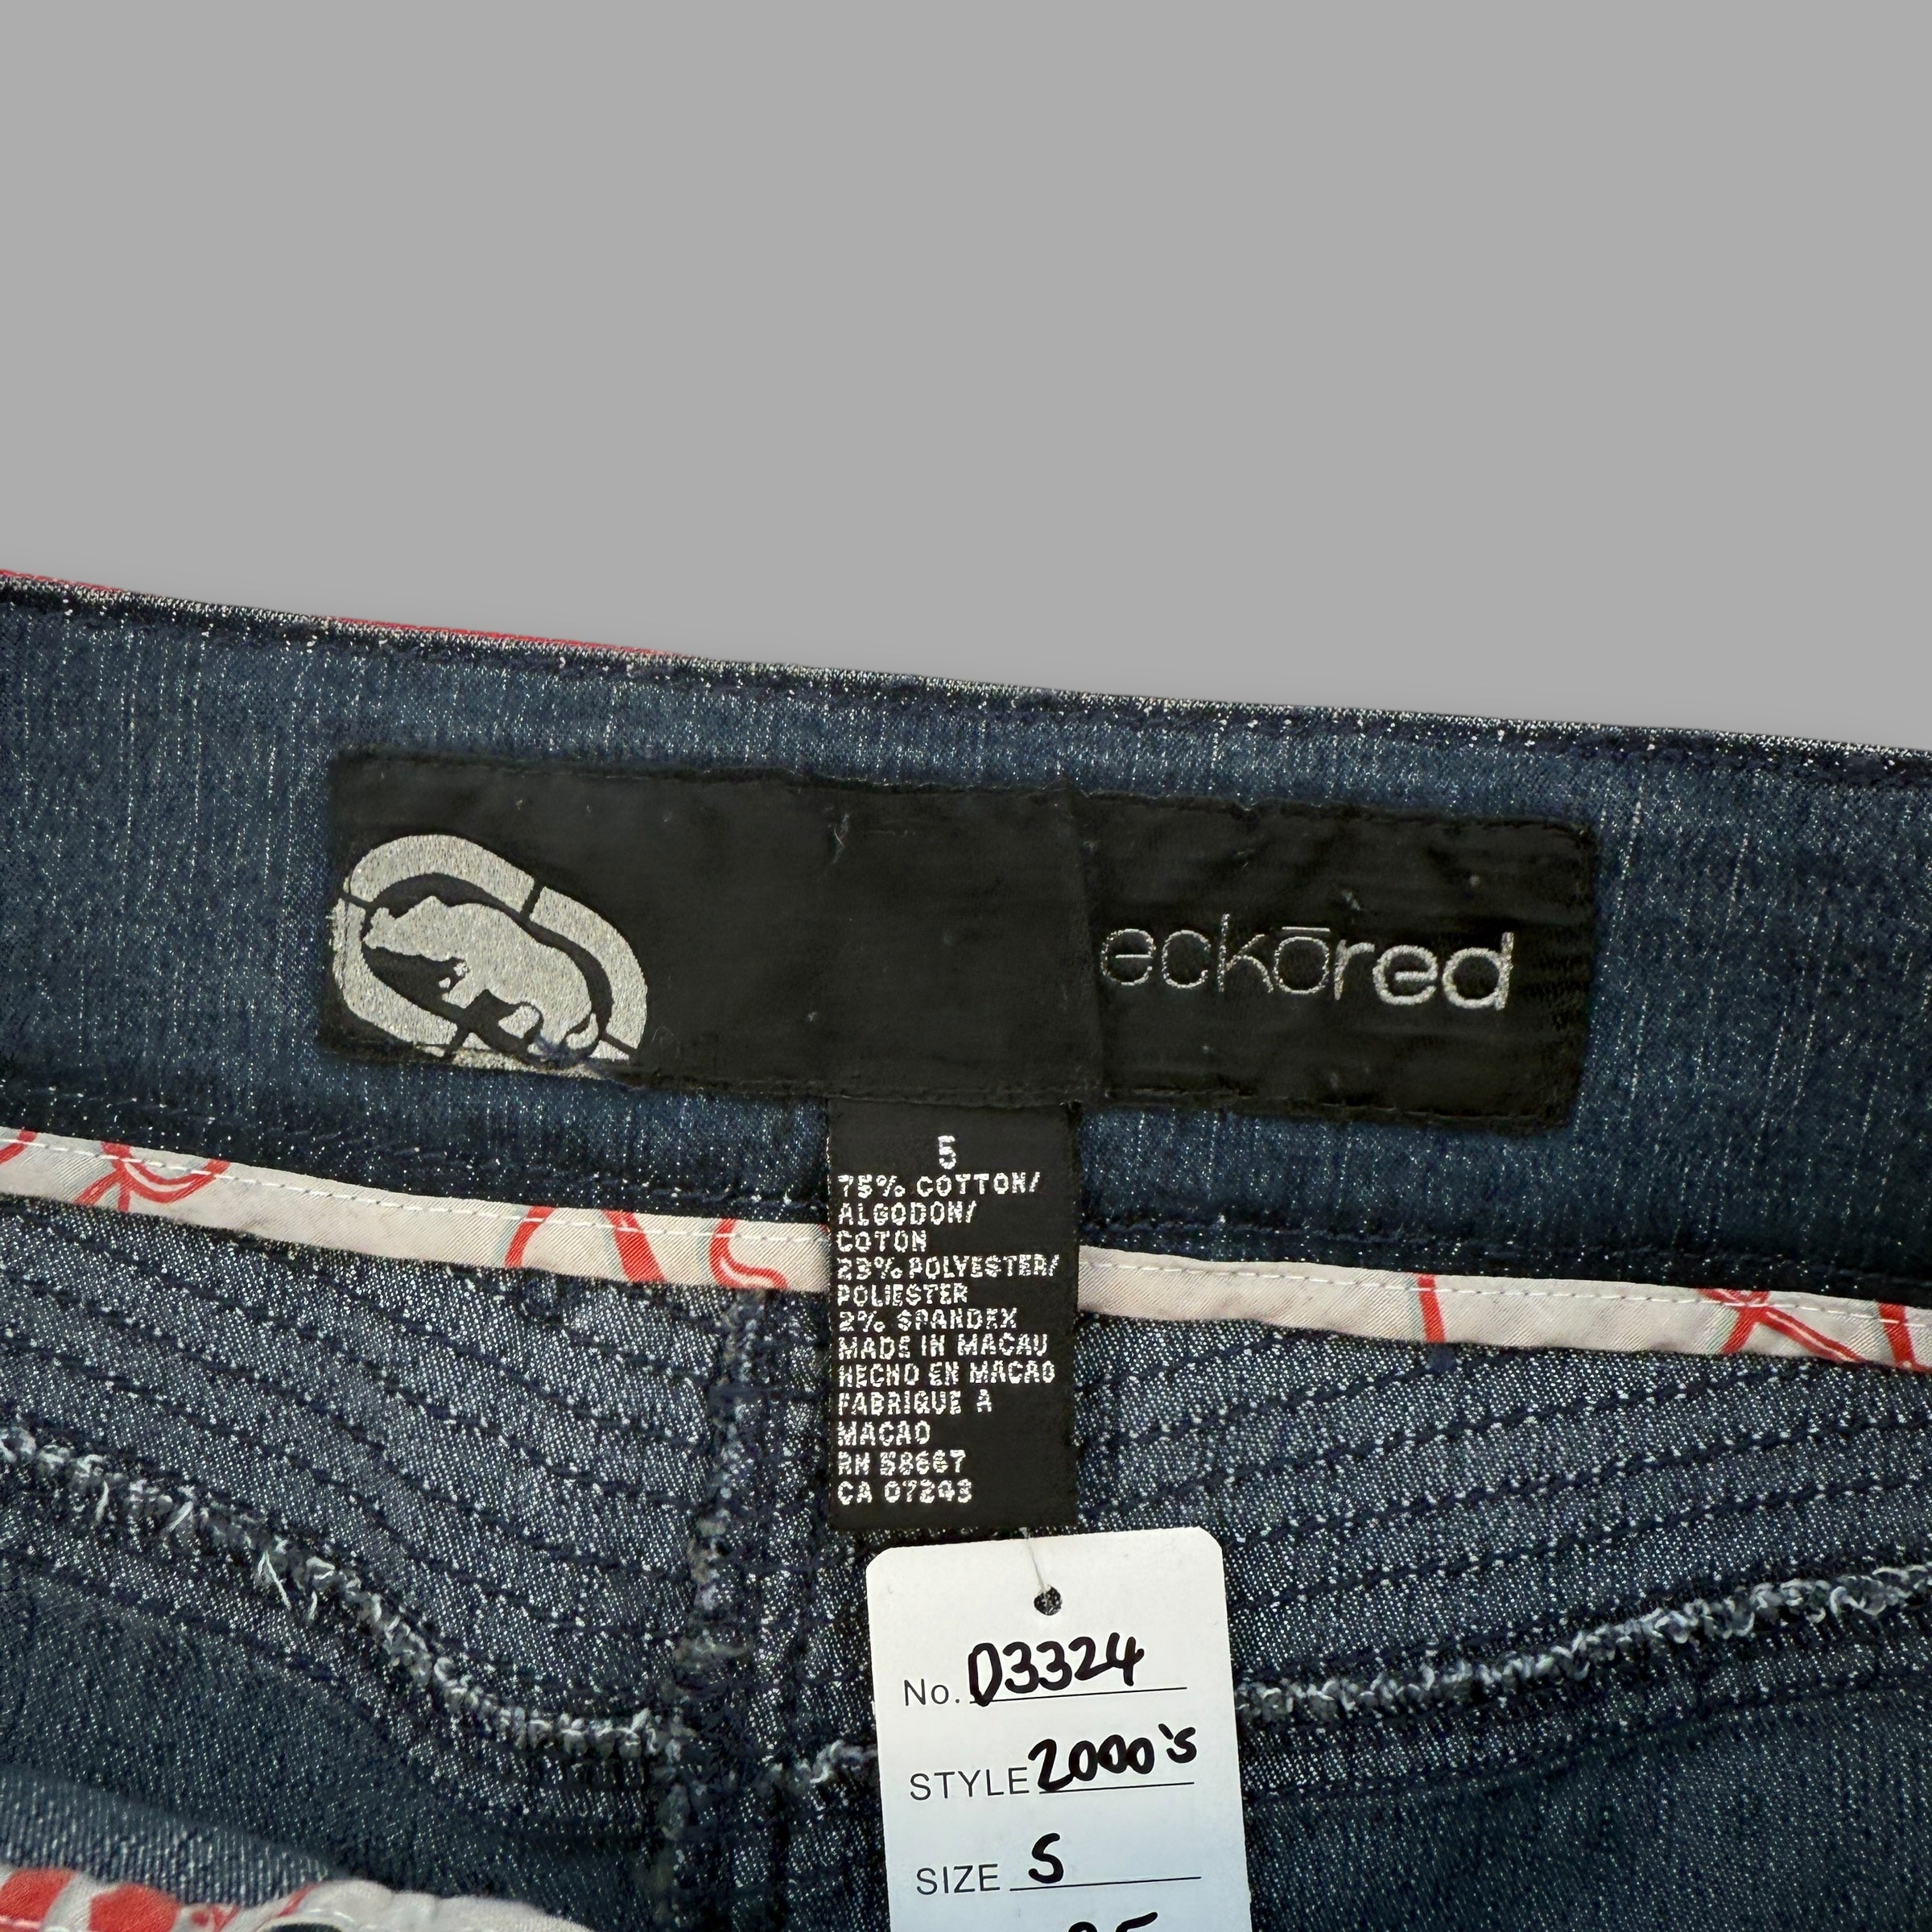 eckōred
5
75% COTTON/
ALGODON/
COTON
23% POLYESTER/
POLIESTER
2% SPANDEX
MADE IN MACAU
HECHO EN MACAO
FABRIQUE A
MACAO
RN 58667
CA 07243
No. D3324
STYLE 2000's
SIZE S